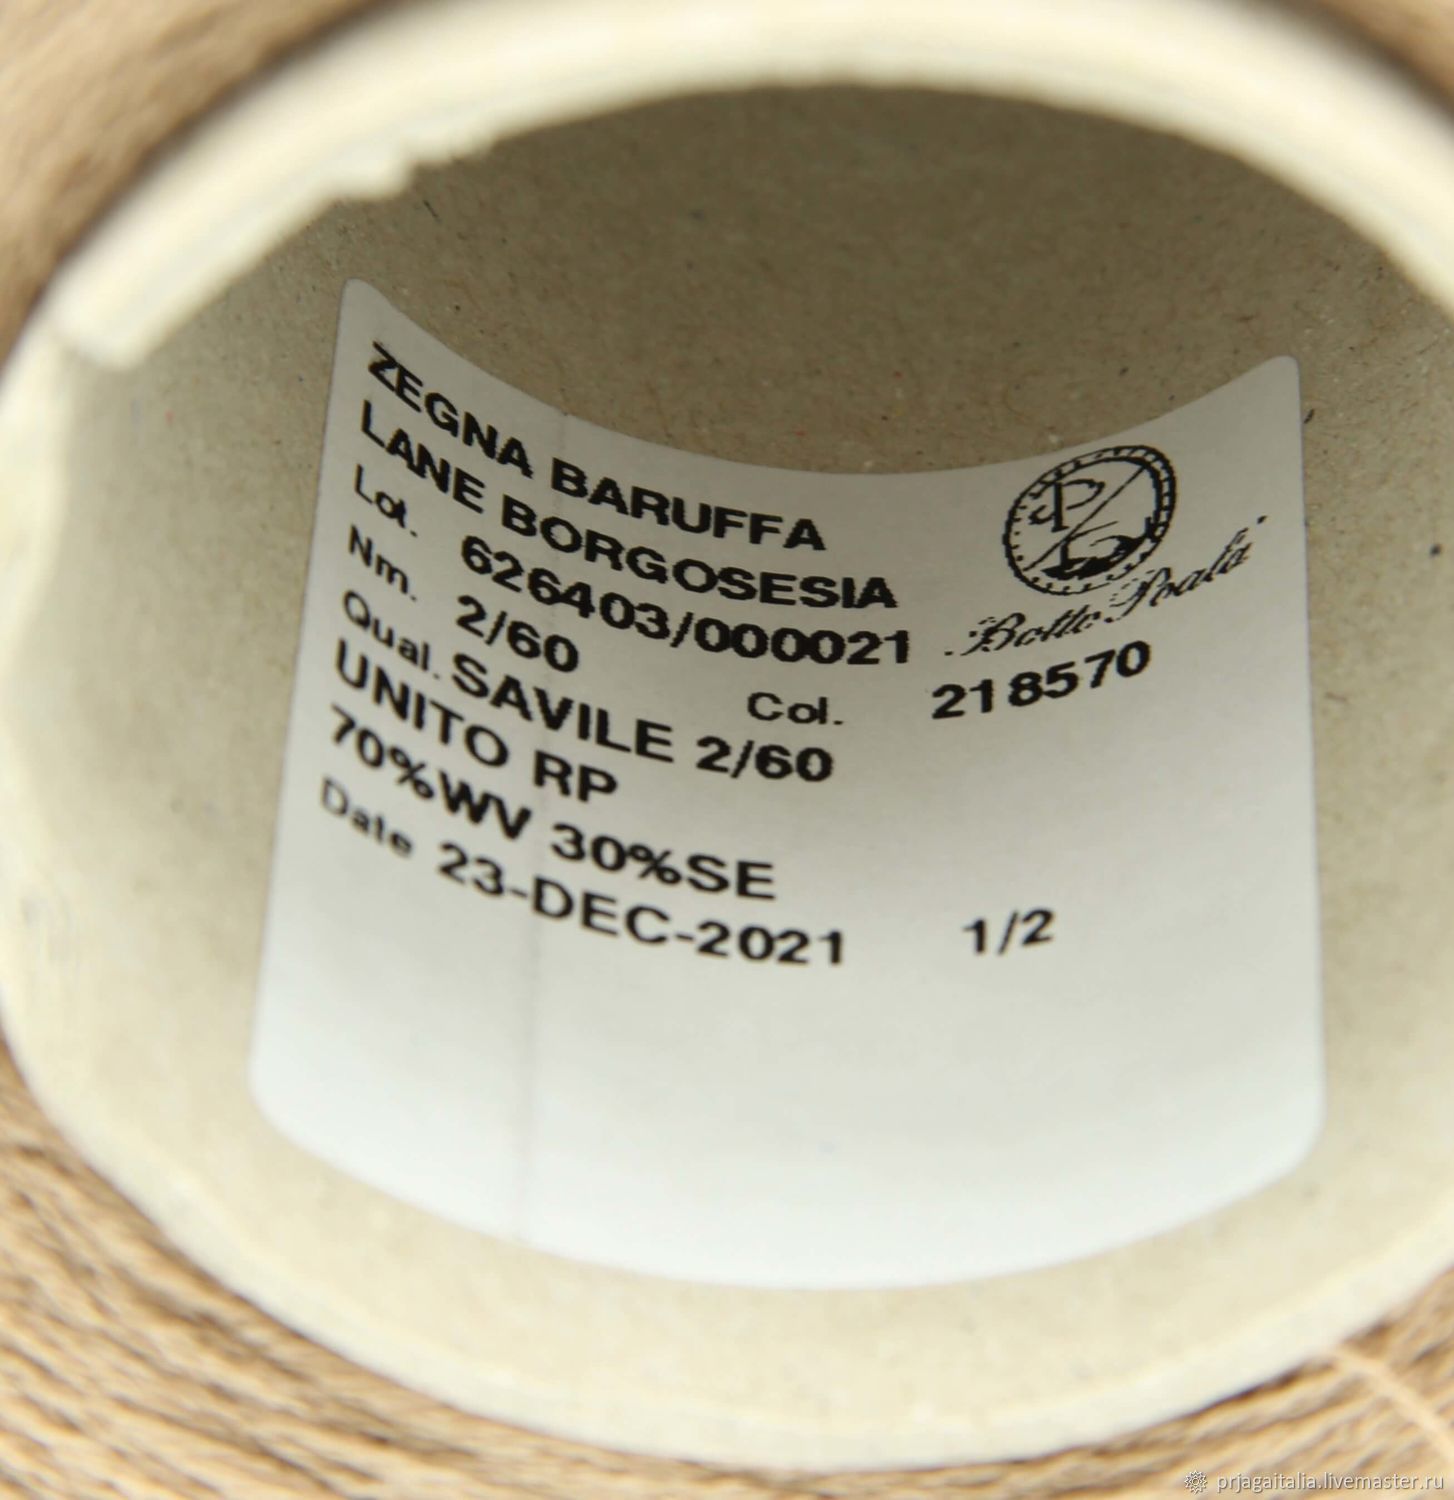 ZEGNA BARUFFA
LANE BORGOSESIA
Botto Poala
Lot. 626403/000021
Nm. 2/60 Col. 218570
Qual. SAVILE 2/60
UNITO RP
70%WV 30%SE
Date 23-DEC-2021 1/2
prjagaitalia.livemaster.ru